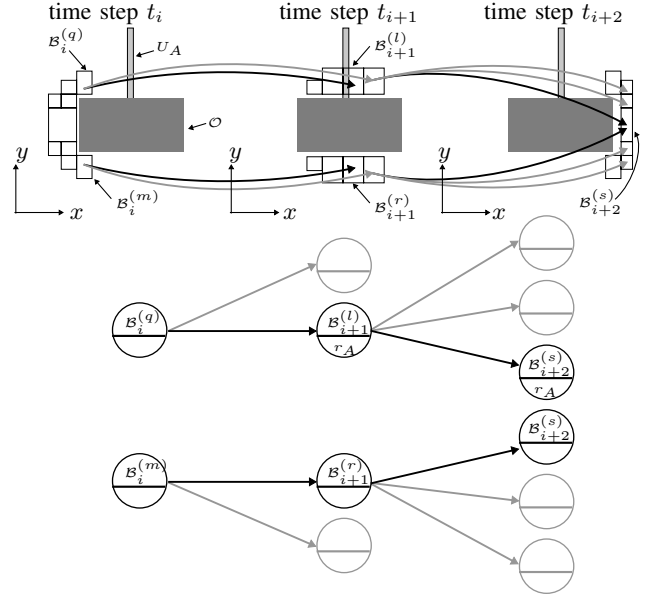 time step t_i
time step t_{i+1}
time step t_{i+2}
B_i^{(q)}
U_A
B_{i+1}^{(l)}
O
y
y
y
x
x
x
B_i^{(m)}
B_{i+1}^{(r)}
B_{i+2}^{(s)}
B_i^{(q)}
B_{i+1}^{(l)}
r_A
B_{i+2}^{(s)}
r_A
B_{i+2}^{(s)}
B_i^{(m)}
B_{i+1}^{(r)}